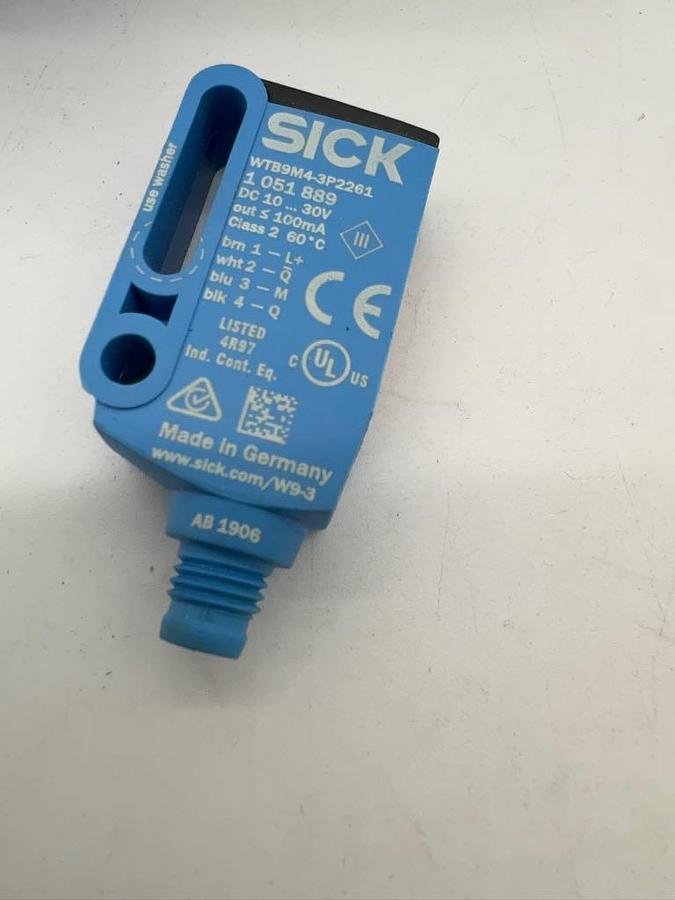 use washer
SICK
WTB9M4-3P2261
1 051 889
DC 10 ... 30V
out ≤ 100mA
Class 2 60°C
III
brn 1 — L+
wht 2 — Q̅
blu 3 — M
blk 4 — Q
CE
LISTED
4R97
Ind. Cont. Eq.
C UL US
Made in Germany
www.sick.com/W9-3
AB 1906